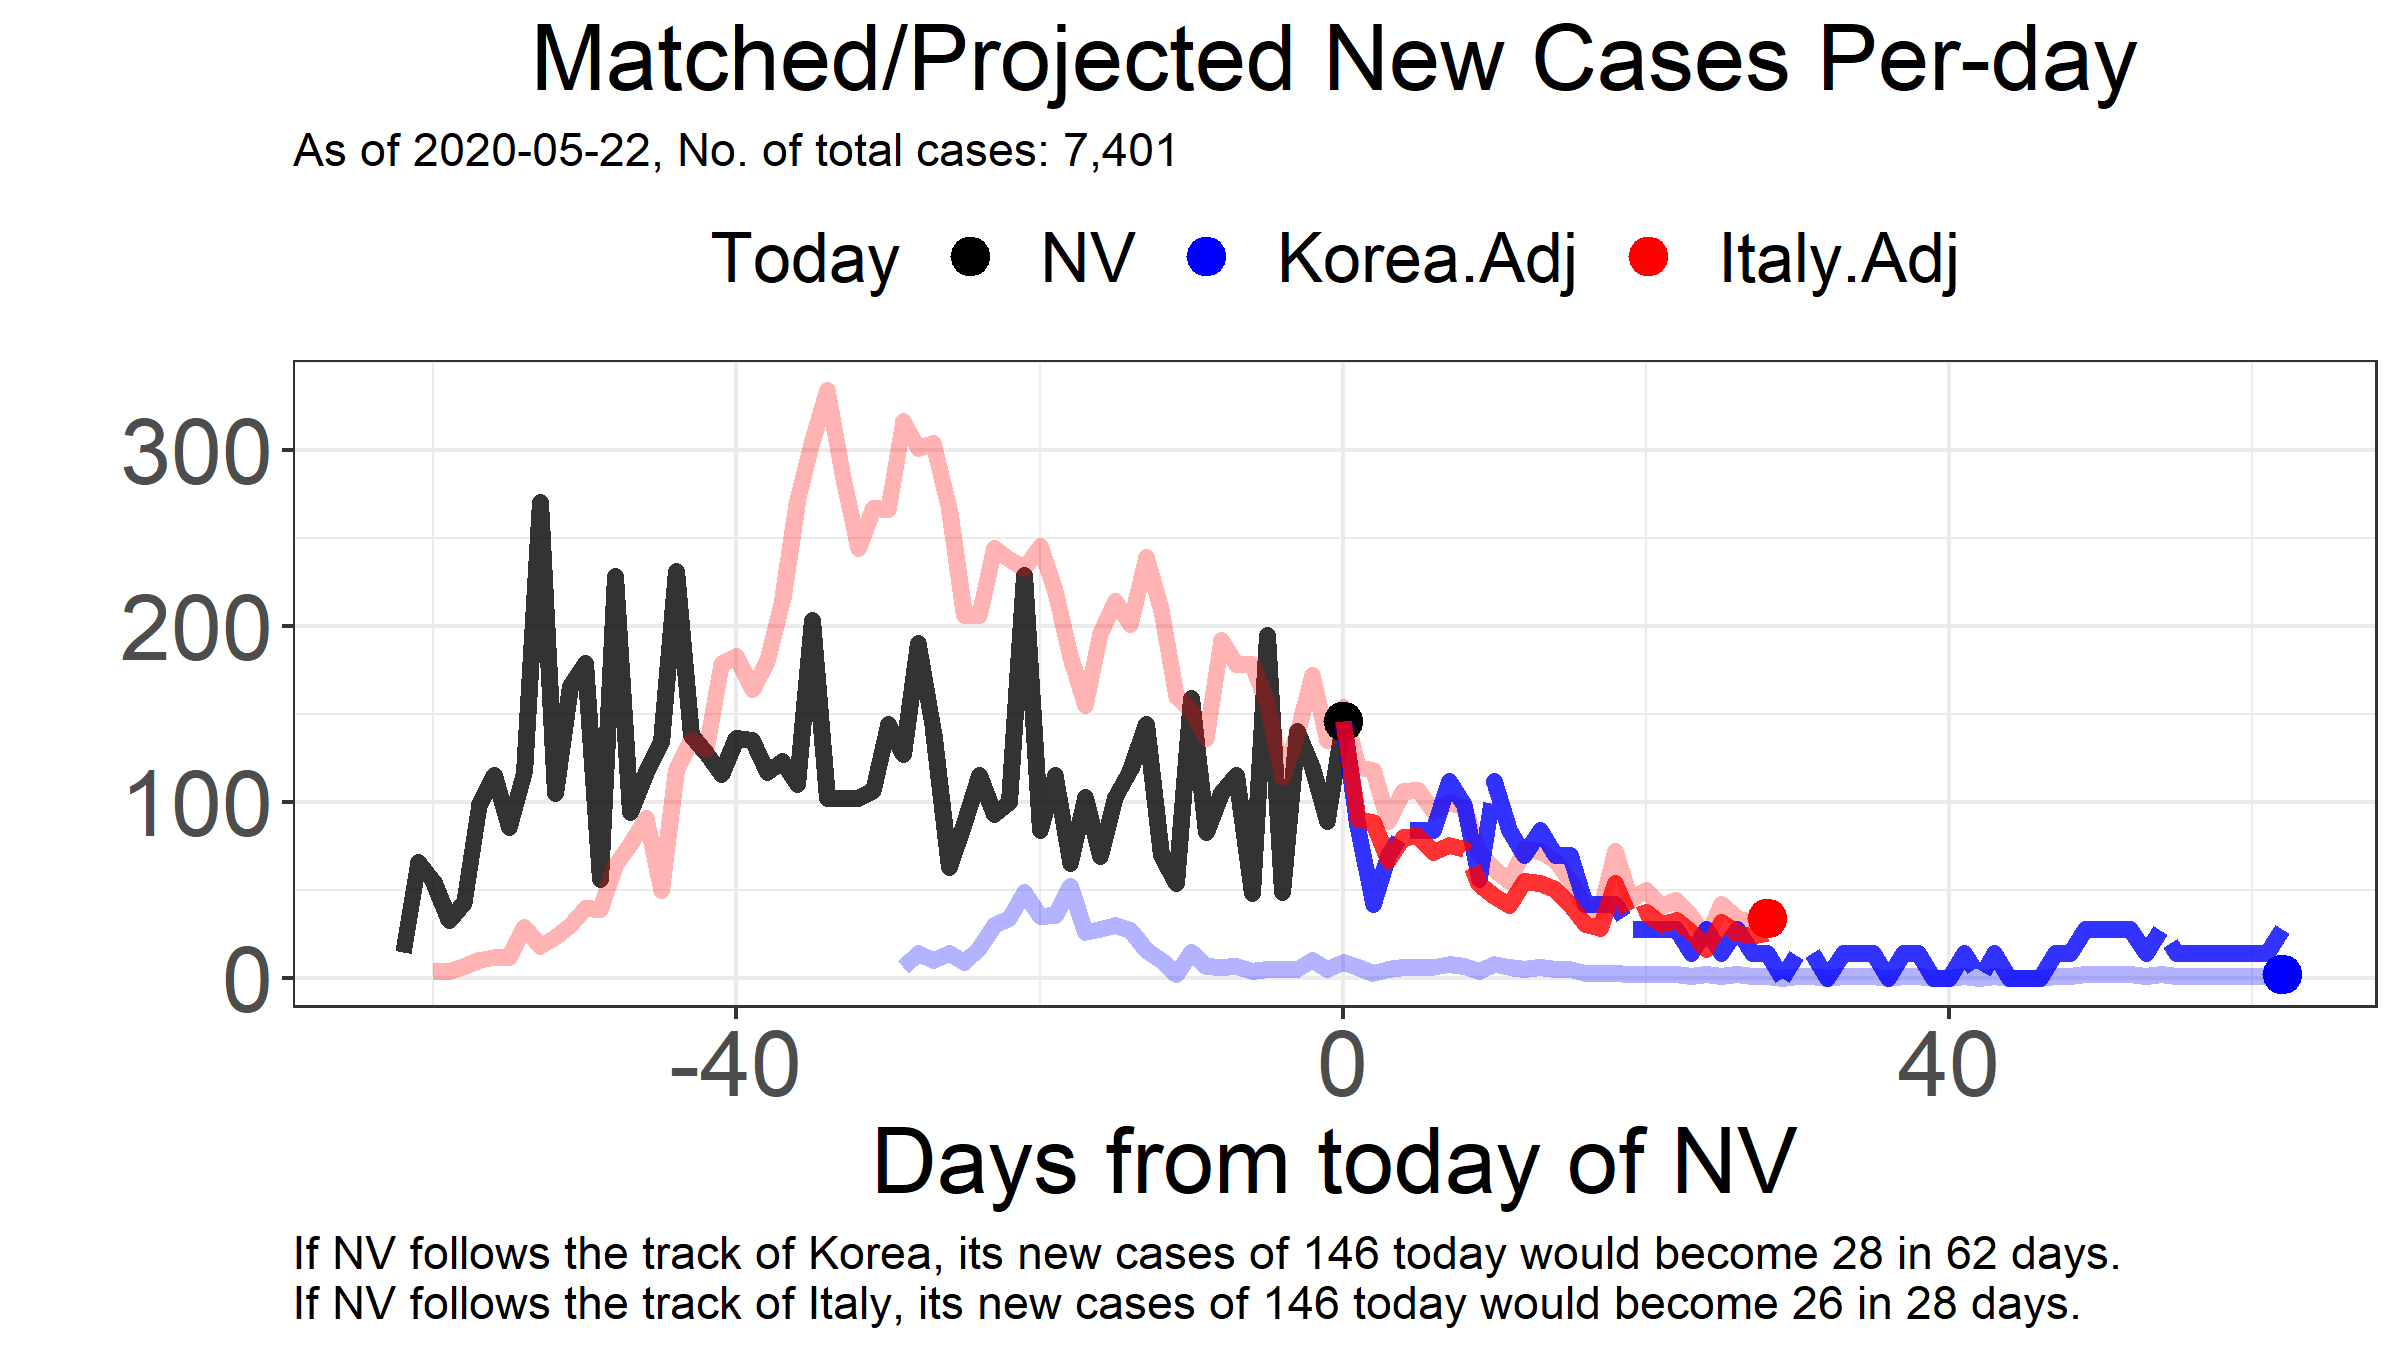 Matched/Projected New Cases Per-day
As of 2020-05-22, No. of total cases: 7,401
Today NV Korea.Adj Italy.Adj
300
200
100
0
-40 0 40
Days from today of NV
If NV follows the track of Korea, its new cases of 146 today would become 28 in 62 days.
If NV follows the track of Italy, its new cases of 146 today would become 26 in 28 days.